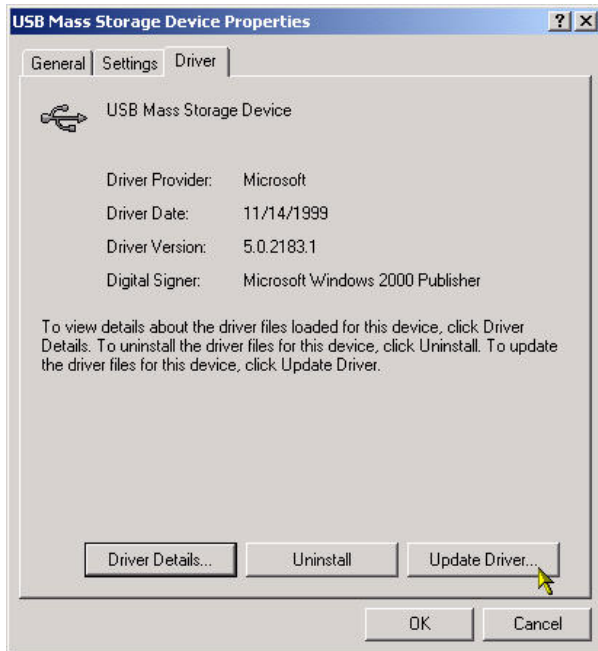 USB Mass Storage Device Properties
General Settings Driver
USB Mass Storage Device
Driver Provider: Microsoft
Driver Date: 11/14/1999
Driver Version: 5.0.2183.1
Digital Signer: Microsoft Windows 2000 Publisher
To view details about the driver files loaded for this device, click Driver
Details. To uninstall the driver files for this device, click Uninstall. To update
the driver files for this device, click Update Driver.
Driver Details... Uninstall Update Driver...
OK Cancel